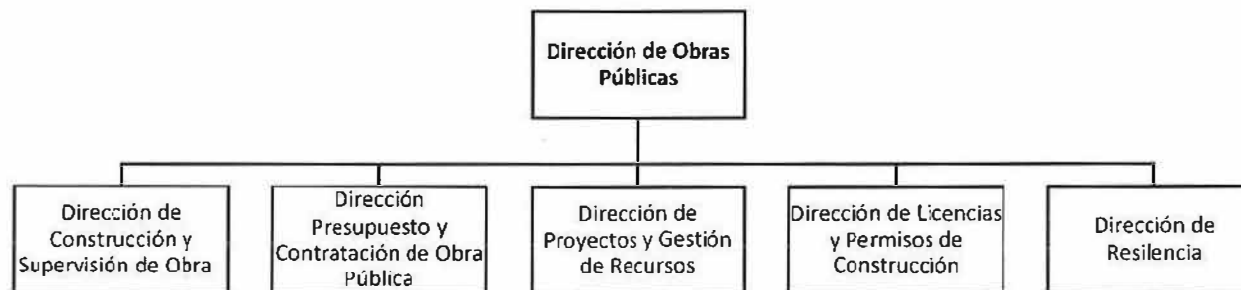 Dirección de Obras
Públicas
Dirección de
Construcción y
Supervisión de Obra
Dirección
Presupuesto y
Contratación de Obra
Pública
Dirección de
Proyectos y Gestión
de Recursos
Dirección de Licencias
y Permisos de
Construcción
Dirección de
Resilencia